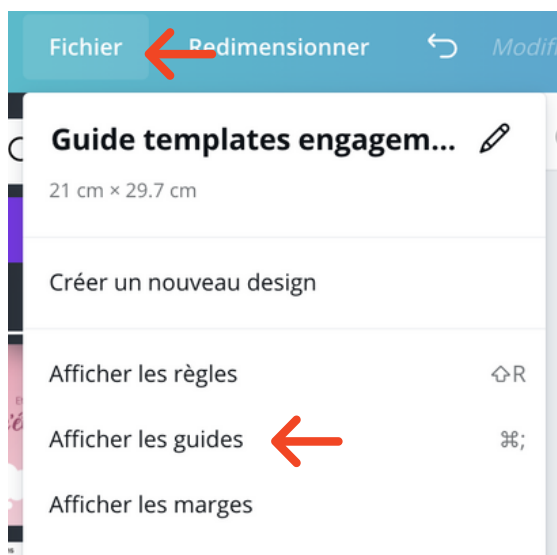 Fichier
Redimensionner
Modifi
Guide templates engagem...
21 cm × 29.7 cm
Créer un nouveau design
Afficher les règles
⇧R
Afficher les guides
⌘;
Afficher les marges